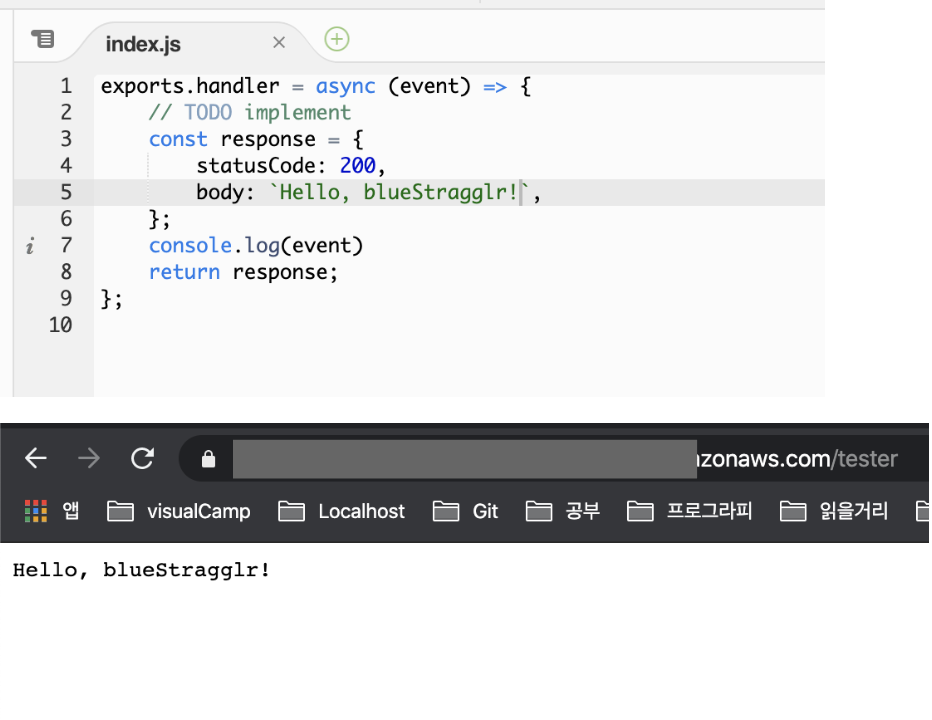 index.js
1 exports.handler = async (event) => {
2 // TODO implement
3 const response = {
4 statusCode: 200,
5 body: `Hello, blueStragglr!`,
6 };
i 7 console.log(event)
8 return response;
9 };
10
zonaws.com/tester
앱 visualCamp Localhost Git 공부 프로그라피 읽을거리
Hello, blueStragglr!